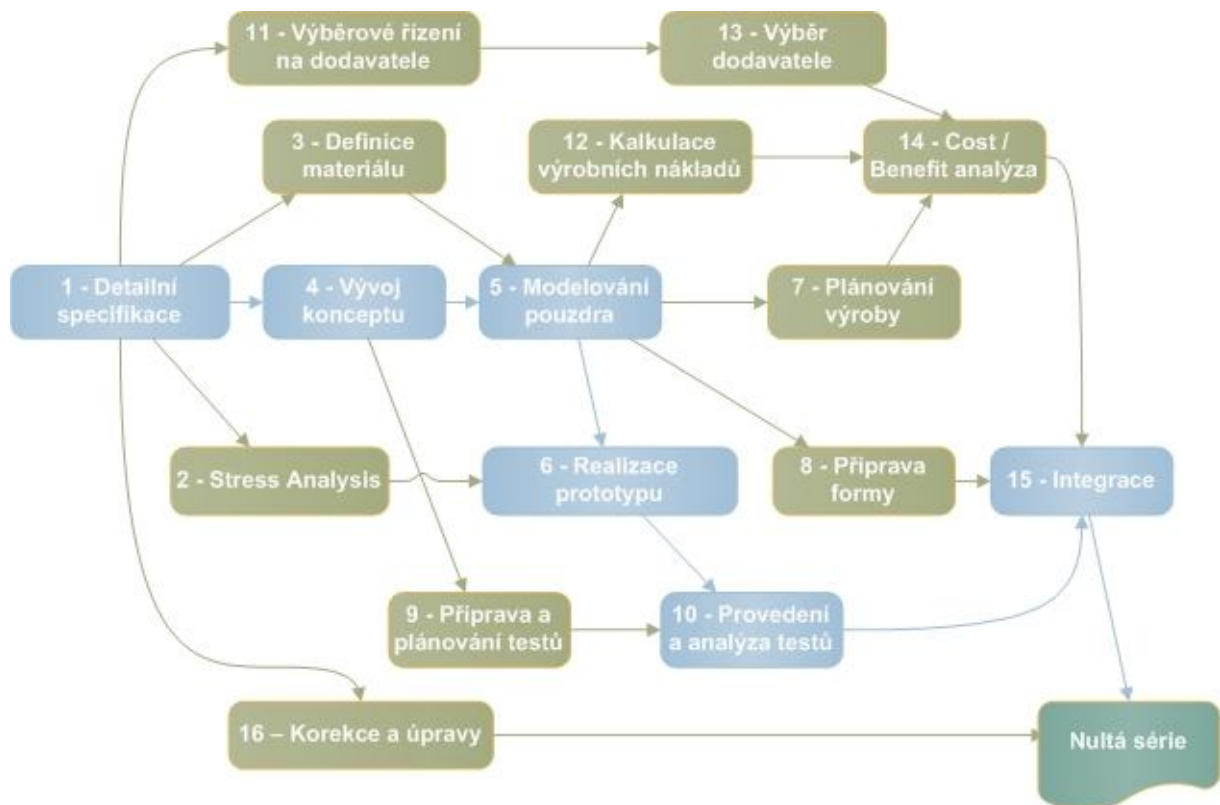 11 - Výběrové řízení
na dodavatele
13 - Výběr
dodavatele
3 - Definice
materiálu
12 - Kalkulace
výrobních nákladů
14 - Cost /
Benefit analýza
1 - Detailní
specifikace
4 - Vývoj
konceptu
5 - Modelování
pouzdra
7 - Plánování
výroby
2 - Stress Analysis
6 - Realizace
prototypu
8 - Připrava
formy
15 - Integrace
9 - Příprava a
plánování testů
10 - Provedení
a analýza testů
16 – Korekce a úpravy
Nultá série